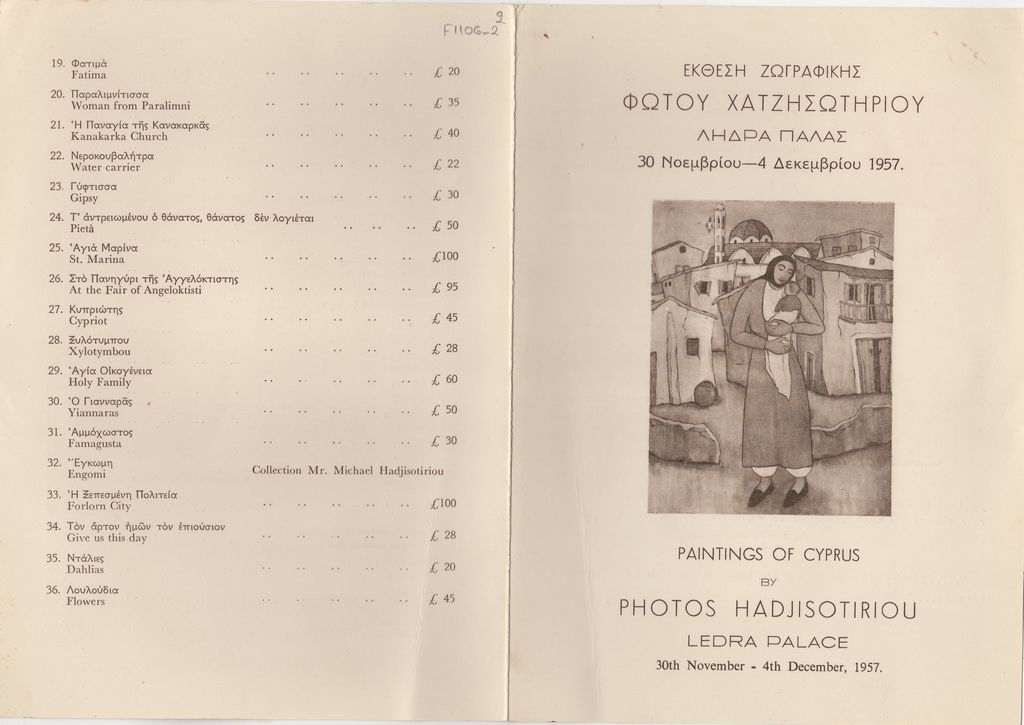 9
F1106-2
19. Φατιμὰ
Fatima .. .. .. .. .. £ 20
20. Παραλιμνίτισσα
Woman from Paralimni .. .. .. .. .. £ 35
21. Ἡ Παναγία τῆς Κανακαρκᾶς
Kanakarka Church .. .. .. .. .. £ 40
22. Νεροκουβαλήτρα
Water carrier .. .. .. .. .. £ 22
23. Γύφτισσα
Gipsy .. .. .. .. .. £ 30
24. Τ' ἀντρειωμένου ὁ θάνατος, θάνατος δὲν λογιέται
Pietà .. .. .. £ 50
25. Ἁγιὰ Μαρίνα
St. Marina .. .. .. .. .. £100
26. Στὸ Πανηγύρι τῆς Ἀγγελόκτιστης
At the Fair of Angeloktisti .. .. .. .. .. £ 95
27. Κυπριώτης
Cypriot .. .. .. .. .. £ 45
28. Ξυλότυμπου
Xylotymbou .. .. .. .. .. £ 28
29. Ἁγία Οἰκογένεια
Holy Family .. .. .. .. .. £ 60
30. Ὁ Γιανναρᾶς
Yiannaras .. .. .. .. .. £ 50
31. Ἀμμόχωστος
Famagusta .. .. .. .. .. £ 30
32. Ἔγκωμη
Engomi Collection Mr. Michael Hadjisotiriou
33. Ἡ Ξεπεσμένη Πολιτεία
Forlorn City .. .. .. .. .. £100
34. Τὸν ἄρτον ἡμῶν τὸν ἐπιούσιον
Give us this day .. .. .. .. .. £ 28
35. Ντάλιες
Dahlias .. .. .. .. .. £ 20
36. Λουλούδια
Flowers .. .. .. .. .. £ 45
ΕΚΘΕΣΗ ΖΩΓΡΑΦΙΚΗΣ
ΦΩΤΟΥ ΧΑΤΖΗΣΩΤΗΡΙΟΥ
ΛΗΔΡΑ ΠΑΛΑΣ
30 Νοεμβρίου—4 Δεκεμβρίου 1957.
PAINTINGS OF CYPRUS
BY
PHOTOS HADJISOTIRIOU
LEDRA PALACE
30th November - 4th December, 1957.